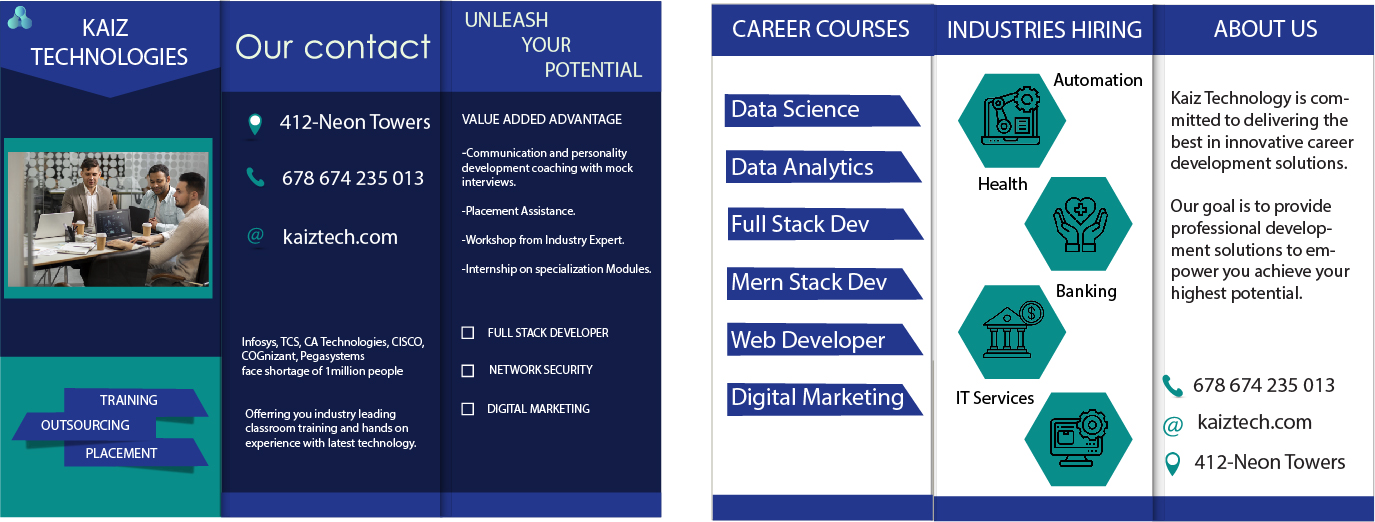 KAIZ
TECHNOLOGIES
TRAINING
OUTSOURCING
PLACEMENT
Our contact
412-Neon Towers
678 674 235 013
@ kaiztech.com
Infosys, TCS, CA Technologies, CISCO,
COGnizant, Pegasystems
face shortage of 1million people
Offerring you industry leading
classroom training and hands on
experience with latest technology.
UNLEASH
YOUR
POTENTIAL
VALUE ADDED ADVANTAGE
-Communication and personality
development coaching with mock
interviews.
-Placement Assistance.
-Workshop from Industry Expert.
-Internship on specialization Modules.
FULL STACK DEVELOPER
NETWORK SECURITY
DIGITAL MARKETING
CAREER COURSES
Data Science
Data Analytics
Full Stack Dev
Mern Stack Dev
Web Developer
Digital Marketing
INDUSTRIES HIRING
Automation
Health
Banking
IT Services
ABOUT US
Kaiz Technology is com-
mitted to delivering the
best in innovative career
development solutions.
Our goal is to provide
professional develop-
ment solutions to em-
power you achieve your
highest potential.
678 674 235 013
@ kaiztech.com
412-Neon Towers